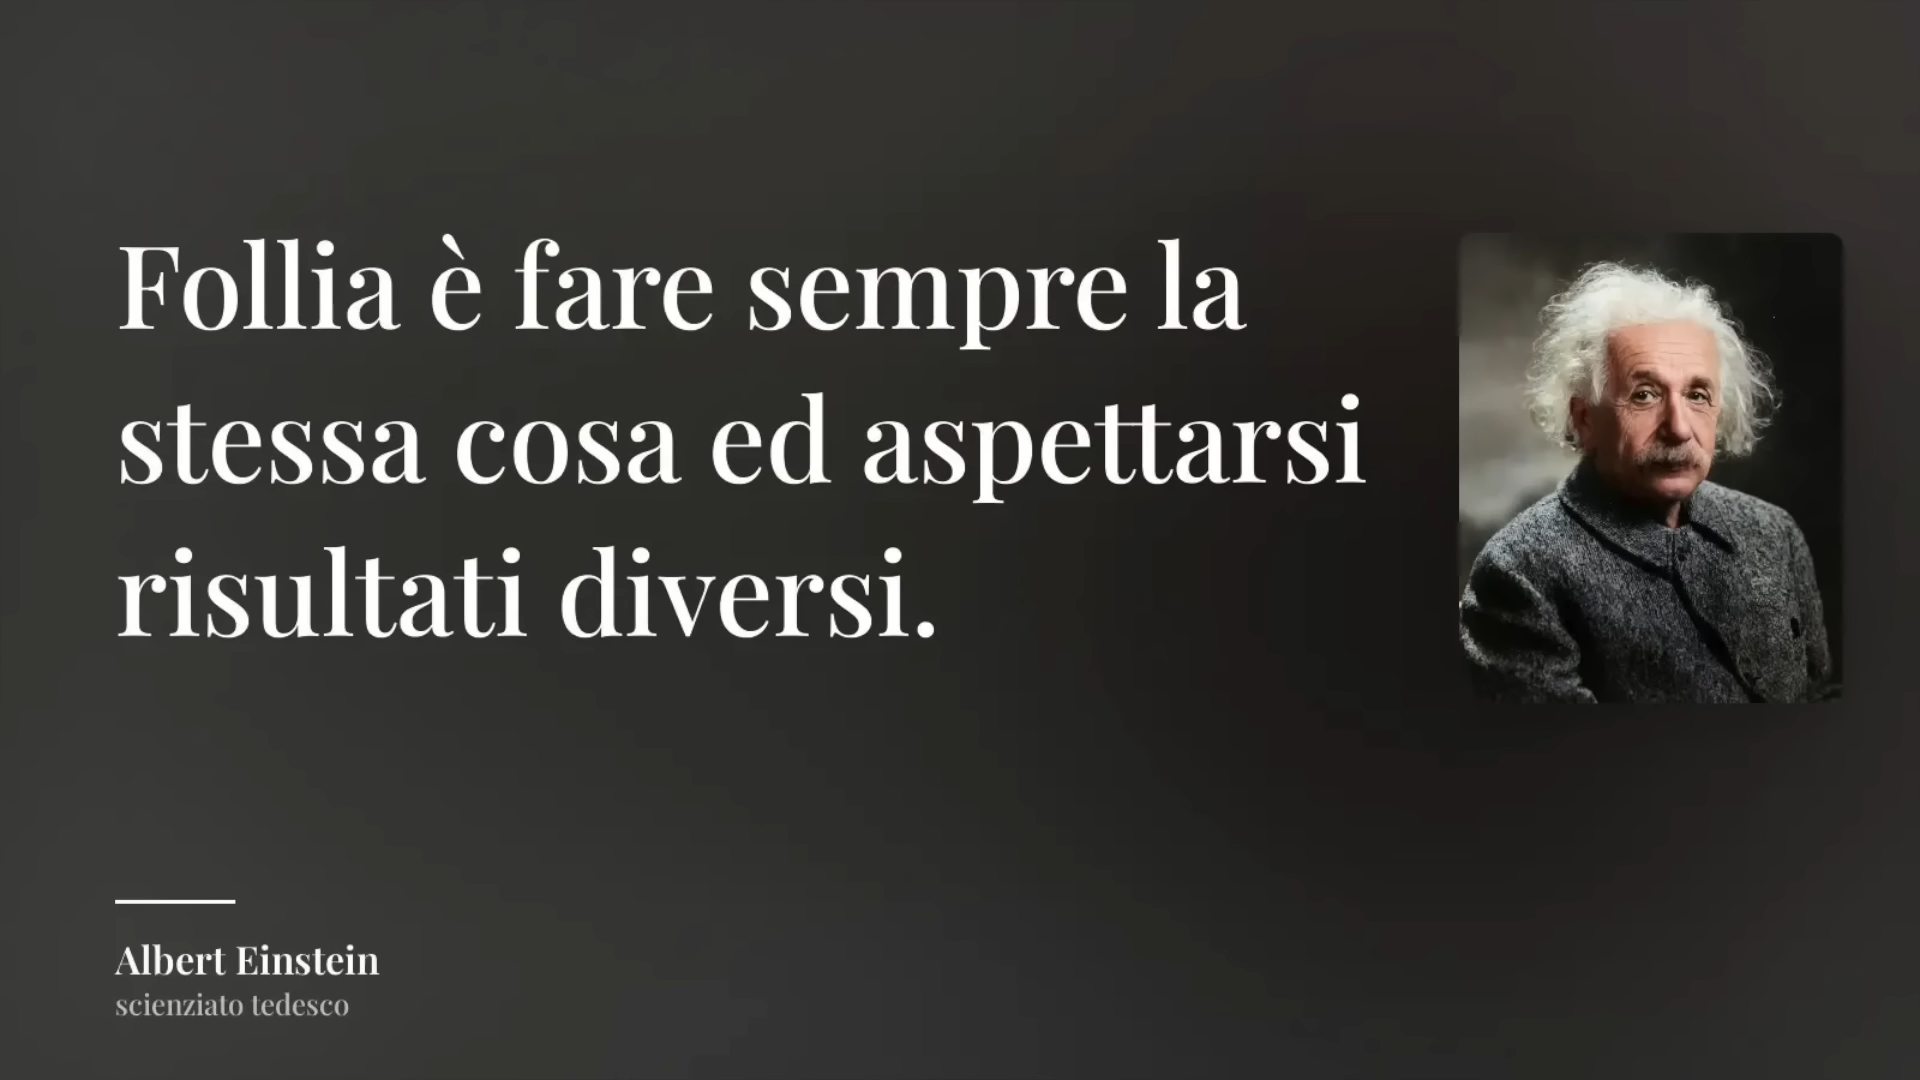 Follia è fare sempre la
stessa cosa ed aspettarsi
risultati diversi.
Albert Einstein
scienziato tedesco